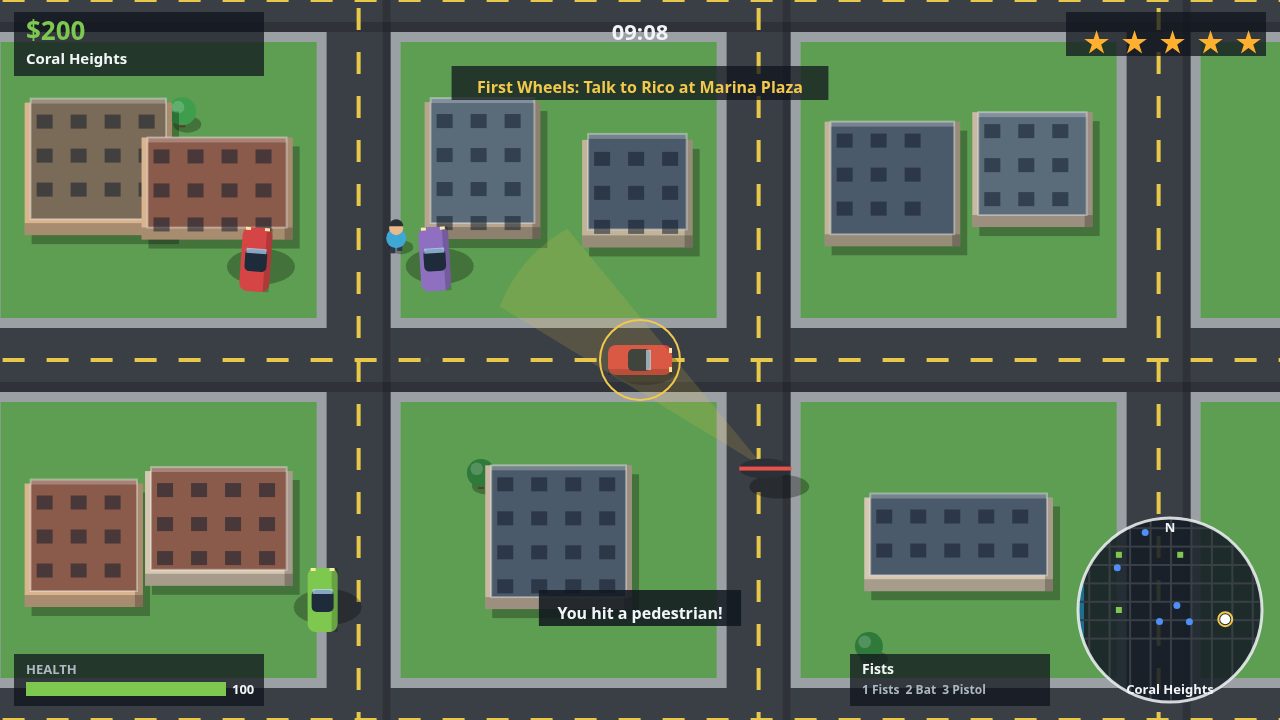 $200
Coral Heights
09:08
First Wheels: Talk to Rico at Marina Plaza
You hit a pedestrian!
HEALTH
100
Fists
1 Fists 2 Bat 3 Pistol
N
Coral Heights